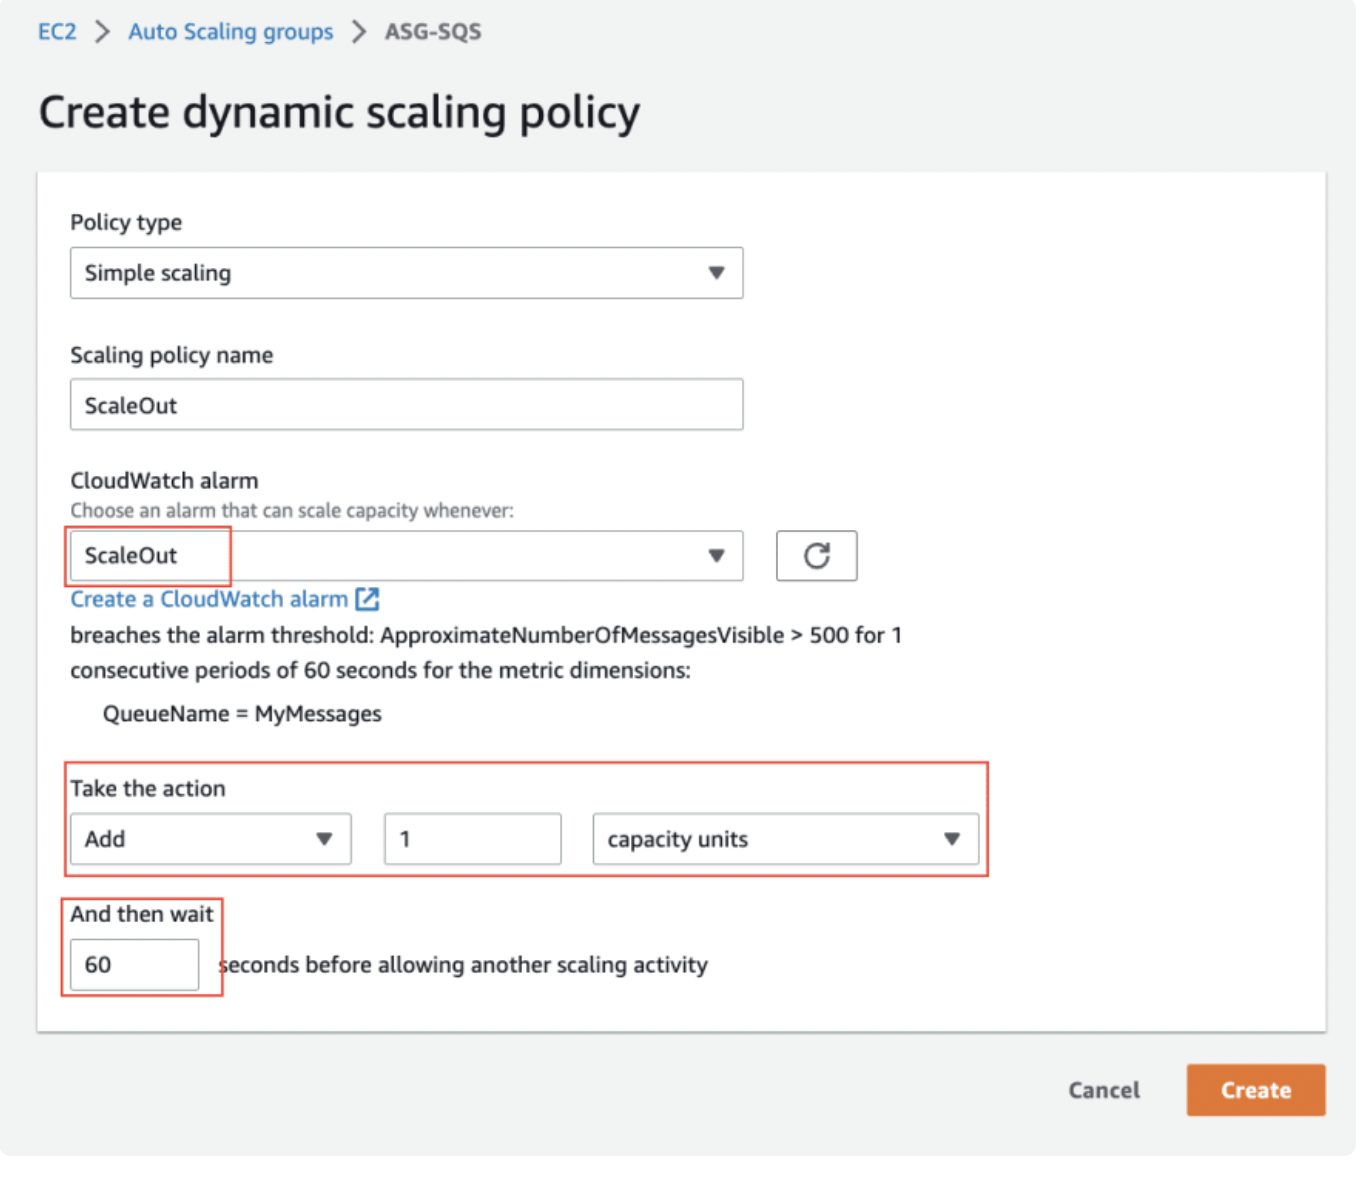 EC2 > Auto Scaling groups > ASG-SQS
Create dynamic scaling policy
Policy type
Simple scaling
Scaling policy name
ScaleOut
CloudWatch alarm
Choose an alarm that can scale capacity whenever:
ScaleOut
Create a CloudWatch alarm
breaches the alarm threshold: ApproximateNumberOfMessagesVisible > 500 for 1
consecutive periods of 60 seconds for the metric dimensions:
QueueName = MyMessages
Take the action
Add 1 capacity units
And then wait
60 seconds before allowing another scaling activity
Cancel Create